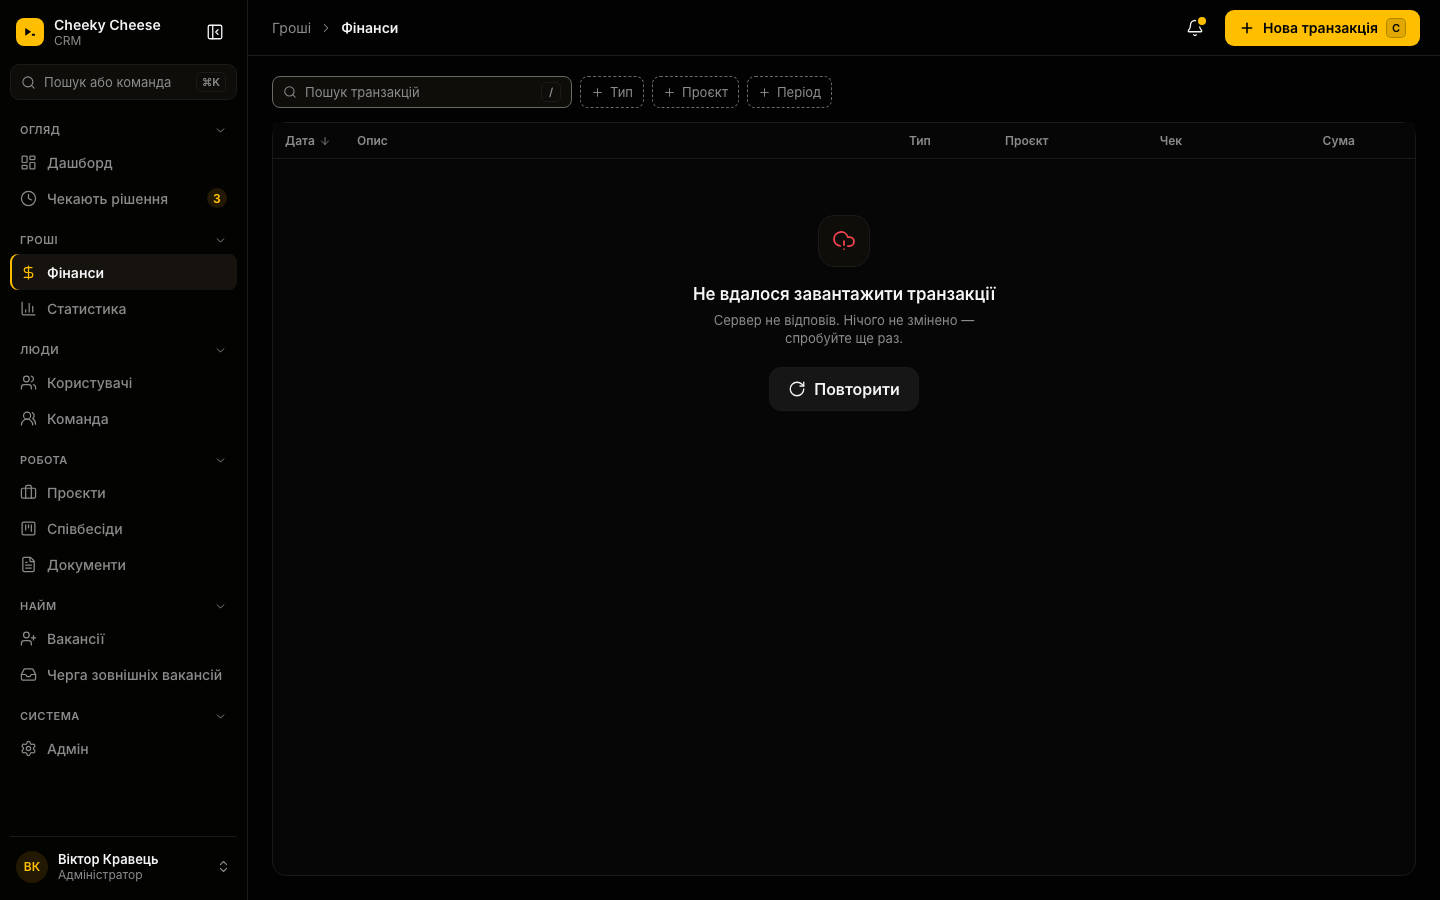 Cheeky Cheese
CRM
Пошук або команда ⌘K
ОГЛЯД
Дашборд
Чекають рішення 3
ГРОШІ
Фінанси
Статистика
ЛЮДИ
Користувачі
Команда
РОБОТА
Проєкти
Співбесіди
Документи
НАЙМ
Вакансії
Черга зовнішніх вакансій
СИСТЕМА
Адмін
ВК
Віктор Кравець
Адміністратор
Гроші Фінанси
Нова транзакція C
Пошук транзакцій /
Тип
Проєкт
Період
Дата Опис Тип Проєкт Чек Сума
Не вдалося завантажити транзакції
Сервер не відповів. Нічого не змінено —
спробуйте ще раз.
Повторити